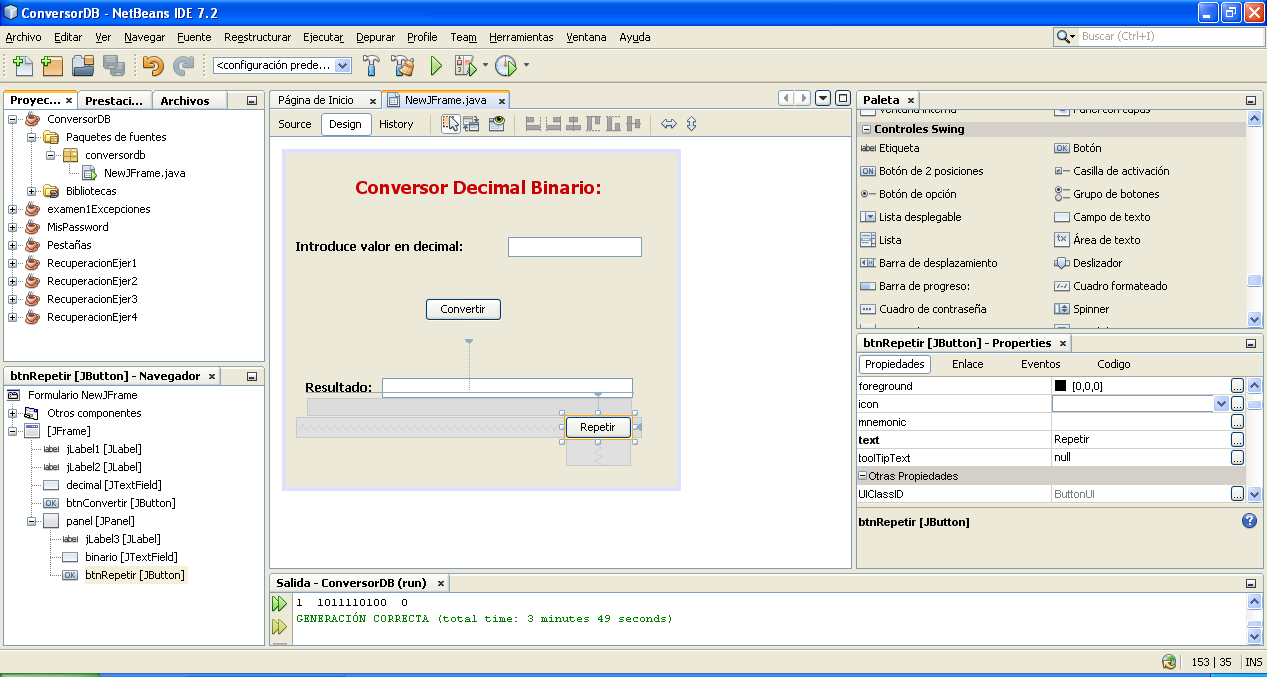 ConversorDB - NetBeans IDE 7.2
Archivo Editar Ver Navegar Fuente Reestructurar Ejecutar Depurar Profile Team Herramientas Ventana Ayuda
Buscar (Ctrl+I)
<configuración prede...
Proyec... × Prestaci... Archivos
ConversorDB
Paquetes de fuentes
conversordb
NewJFrame.java
Bibliotecas
examen1Excepciones
MisPassword
Pestañas
RecuperacionEjer1
RecuperacionEjer2
RecuperacionEjer3
RecuperacionEjer4
btnRepetir [JButton] - Navegador ×
Formulario NewJFrame
Otros componentes
[JFrame]
jLabel1 [JLabel]
jLabel2 [JLabel]
decimal [JTextField]
btnConvertir [JButton]
panel [JPanel]
jLabel3 [JLabel]
binario [JTextField]
btnRepetir [JButton]
Página de Inicio × NewJFrame.java ×
Source Design History
Conversor Decimal Binario:
Introduce valor en decimal:
Convertir
Resultado:
Repetir
Salida - ConversorDB (run) ×
1 1011110100 0
GENERACIÓN CORRECTA (total time: 3 minutes 49 seconds)
Paleta ×
Controles Swing
Etiqueta Botón
Botón de 2 posiciones Casilla de activación
Botón de opción Grupo de botones
Lista desplegable Campo de texto
Lista Área de texto
Barra de desplazamiento Deslizador
Barra de progreso: Cuadro formateado
Cuadro de contraseña Spinner
btnRepetir [JButton] - Properties ×
Propiedades Enlace Eventos Codigo
foreground [0,0,0] ...
icon ...
mnemonic ...
text Repetir ...
toolTipText null ...
Otras Propiedades
UIClassID ButtonUI ...
btnRepetir [JButton]
153 | 35 INS